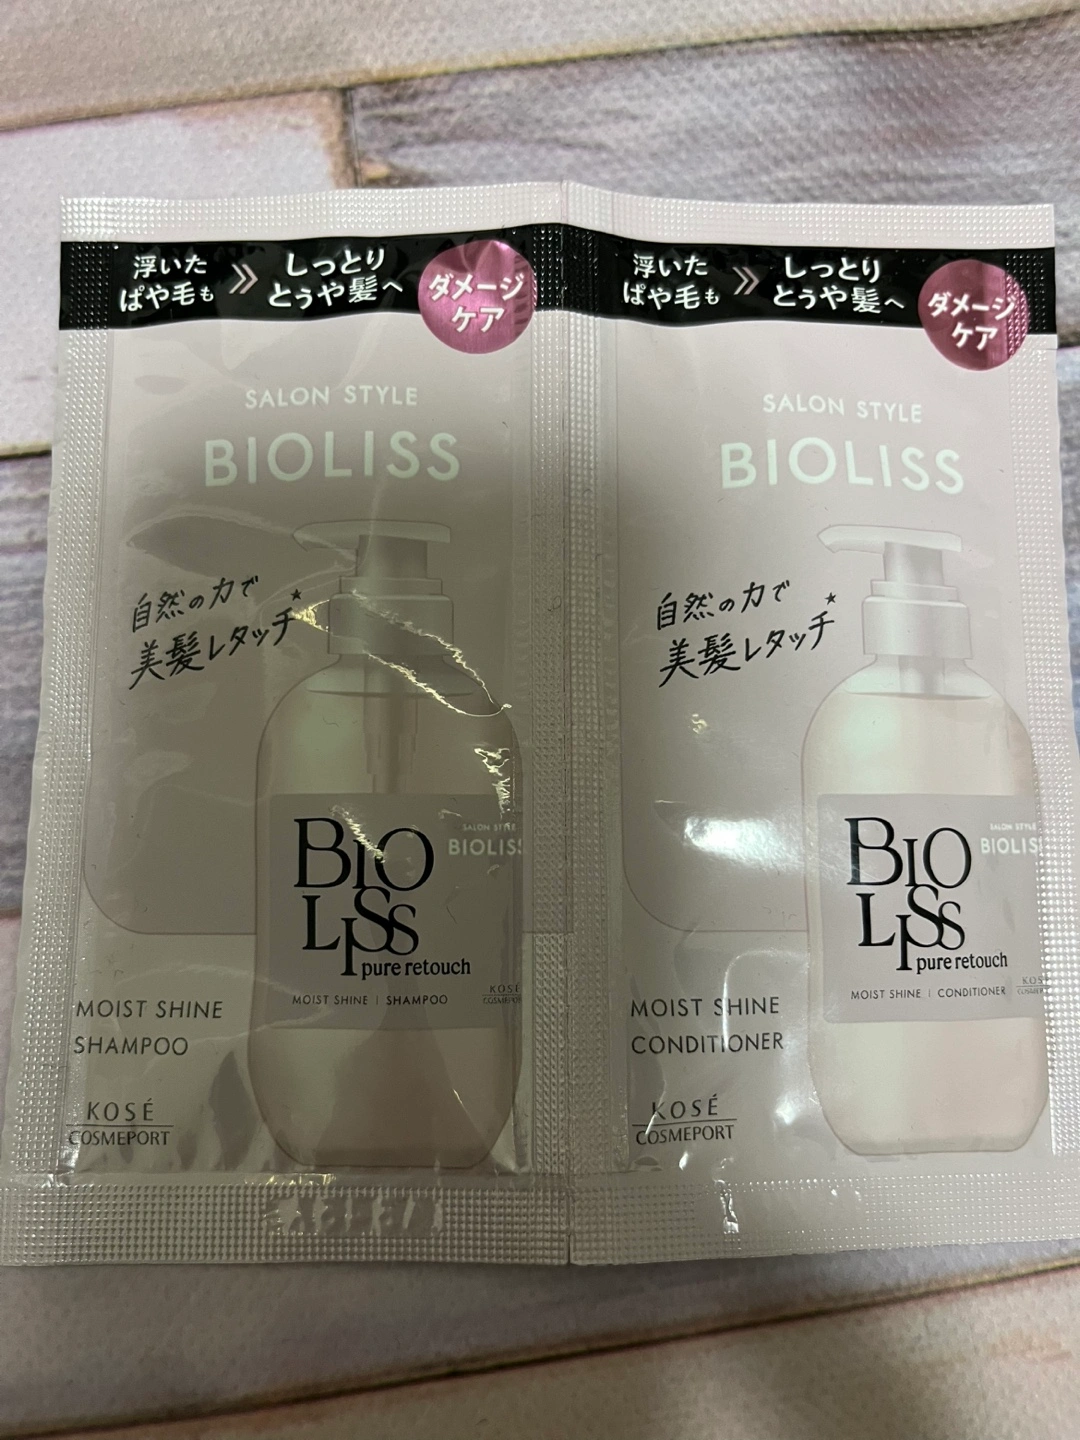 浮いた
ぱや毛も
》
しっとり
とぅや髪へ
ダメージ
ケア
SALON STYLE
BIOLISS
自然の力で
美髪レタッチ★
SALON STYLE
BIOLISS
BIO
LISS
pure retouch
MOIST SHINE | SHAMPOO
KOSÉ
MOIST SHINE
SHAMPOO
KOSÉ
COSMEPORT
浮いた
ぱや毛も
》
しっとり
とぅや髪へ
ダメージ
ケア
SALON STYLE
BIOLISS
自然の力で
美髪レタッチ★
SALON STYLE
BIOLIS
BIO
LISS
pure retouch
MOIST SHINE | CONDITIONER
KOS
MOIST SHINE
CONDITIONER
KOSÉ
COSMEPORT